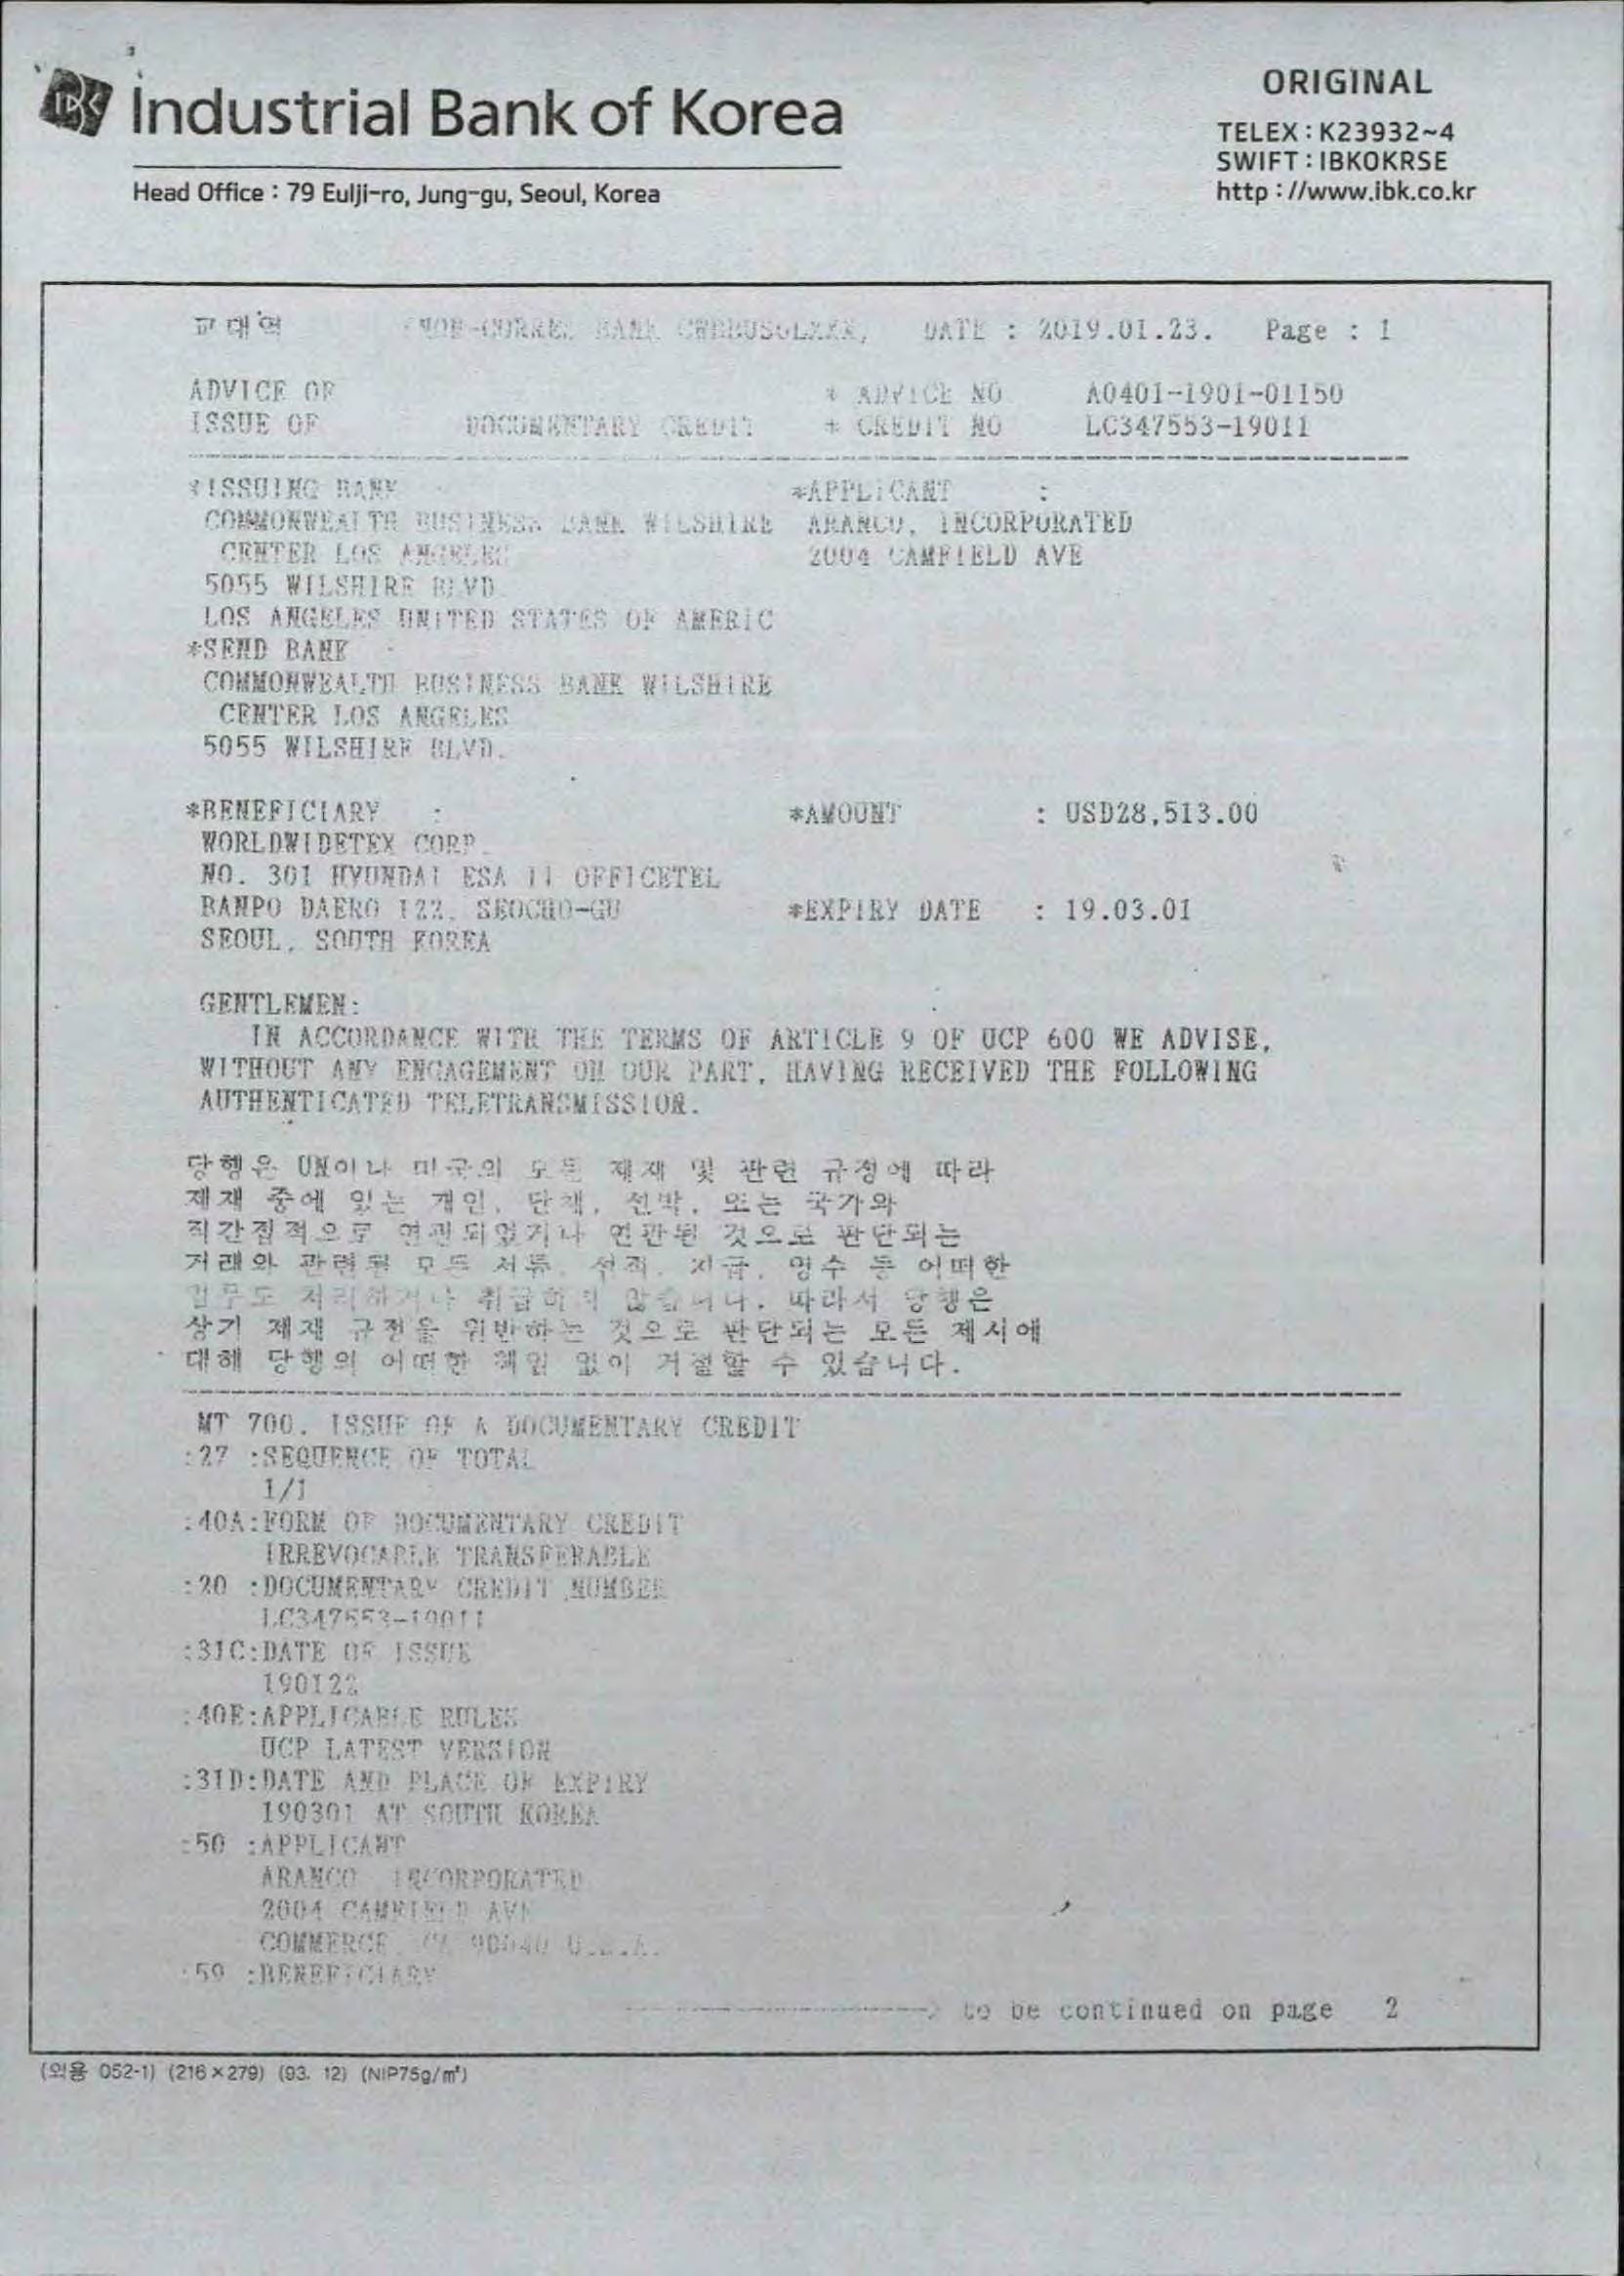 IBK Industrial Bank of Korea
ORIGINAL
TELEX : K23932~4
SWIFT : IBKOKRSE
Head Office : 79 Eulji-ro, Jung-gu, Seoul, Korea
http : //www.ibk.co.kr
교대역 BANK DATE : 2019.01.23. Page : 1
ADVICE OF * ADVICE NO A0401-1901-01150
ISSUE OF DOCUMENTARY CREDIT * CREDIT NO LC347553-19011
*ISSUING BANK *APPLICANT :
COMMONWEALTH BUSINESS BANK WILSHIRE ARANCO, INCORPORATED
CENTER LOS ANGELES 2004 CAMFIELD AVE
5055 WILSHIRE BLVD.
LOS ANGELES UNITED STATES OF AMERIC
*SEND BANK
COMMONWEALTH BUSINESS BANK WILSHIRE
CENTER LOS ANGELES
5055 WILSHIRE BLVD.
*BENEFICIARY : *AMOUNT : USD28,513.00
WORLDWIDETEX CORP.
NO. 301 HYUNDAI ESA II OFFICETEL
BANPO DAERO 122, SEOCHO-GU *EXPIRY DATE : 19.03.01
SEOUL, SOUTH KOREA
GENTLEMEN:
IN ACCORDANCE WITH THE TERMS OF ARTICLE 9 OF UCP 600 WE ADVISE,
WITHOUT ANY ENGAGEMENT ON OUR PART, HAVING RECEIVED THE FOLLOWING
AUTHENTICATED TELETRANSMISSION.
당행은 UN이나 미국의 모든 제재 및 관련 규정에 따라
제재 중에 있는 개인, 단체, 선박, 또는 국가와
직간접적으로 연관되었거나 연관된 것으로 판단되는
거래와 관련된 모든 서류, 선적, 지급, 양수 등 어떠한
업무도 처리하거나 취급하지 않습니다. 따라서 당행은
상기 제재 규정을 위반하는 것으로 판단되는 모든 제시에
대해 당행의 어떠한 책임 없이 거절할 수 있습니다.
MT 700. ISSUE OF A DOCUMENTARY CREDIT
:27 :SEQUENCE OF TOTAL
1/1
:40A:FORM OF DOCUMENTARY CREDIT
IRREVOCABLE TRANSFERABLE
:20 :DOCUMENTARY CREDIT NUMBER
LC347553-19011
:31C:DATE OF ISSUE
190122
:40E:APPLICABLE RULES
UCP LATEST VERSION
:31D:DATE AND PLACE OF EXPIRY
190301 AT SOUTH KOREA
:50 :APPLICANT
ARANCO, INCORPORATED
2004 CAMFIELD AVE
COMMERCE, CA 90040 U.S.A.
:59 :BENEFICIARY
to be continued on page 2
(외용 052-1) (216×279) (93. 12) (NIP75g/㎡)